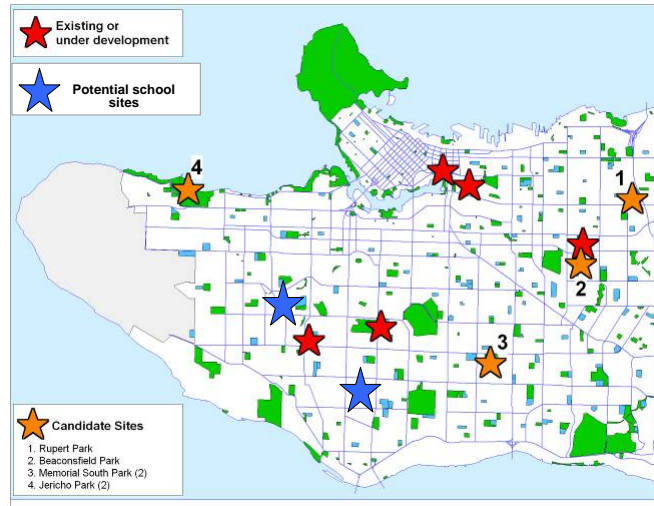 Existing or
under development
Potential school
sites
4
1
2
3
Candidate Sites
1. Rupert Park
2. Beaconsfield Park
3. Memorial South Park (2)
4. Jericho Park (2)